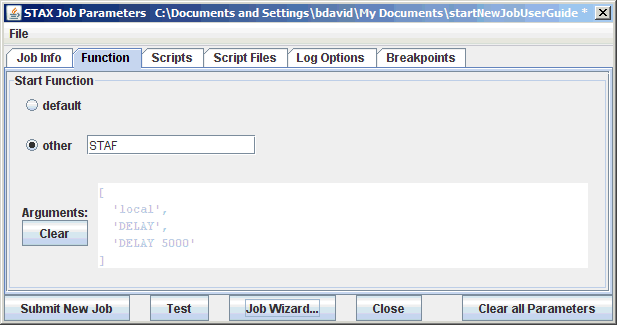 STAX Job Parameters C:\Documents and Settings\bdavid\My Documents\startNewJobUserGuide *
File
Job Info Function Scripts Script Files Log Options Breakpoints
Start Function
default
other STAF
[
'local',
'DELAY',
'DELAY 5000'
]
Arguments:
Clear
Submit New Job Test Job Wizard... Close Clear all Parameters